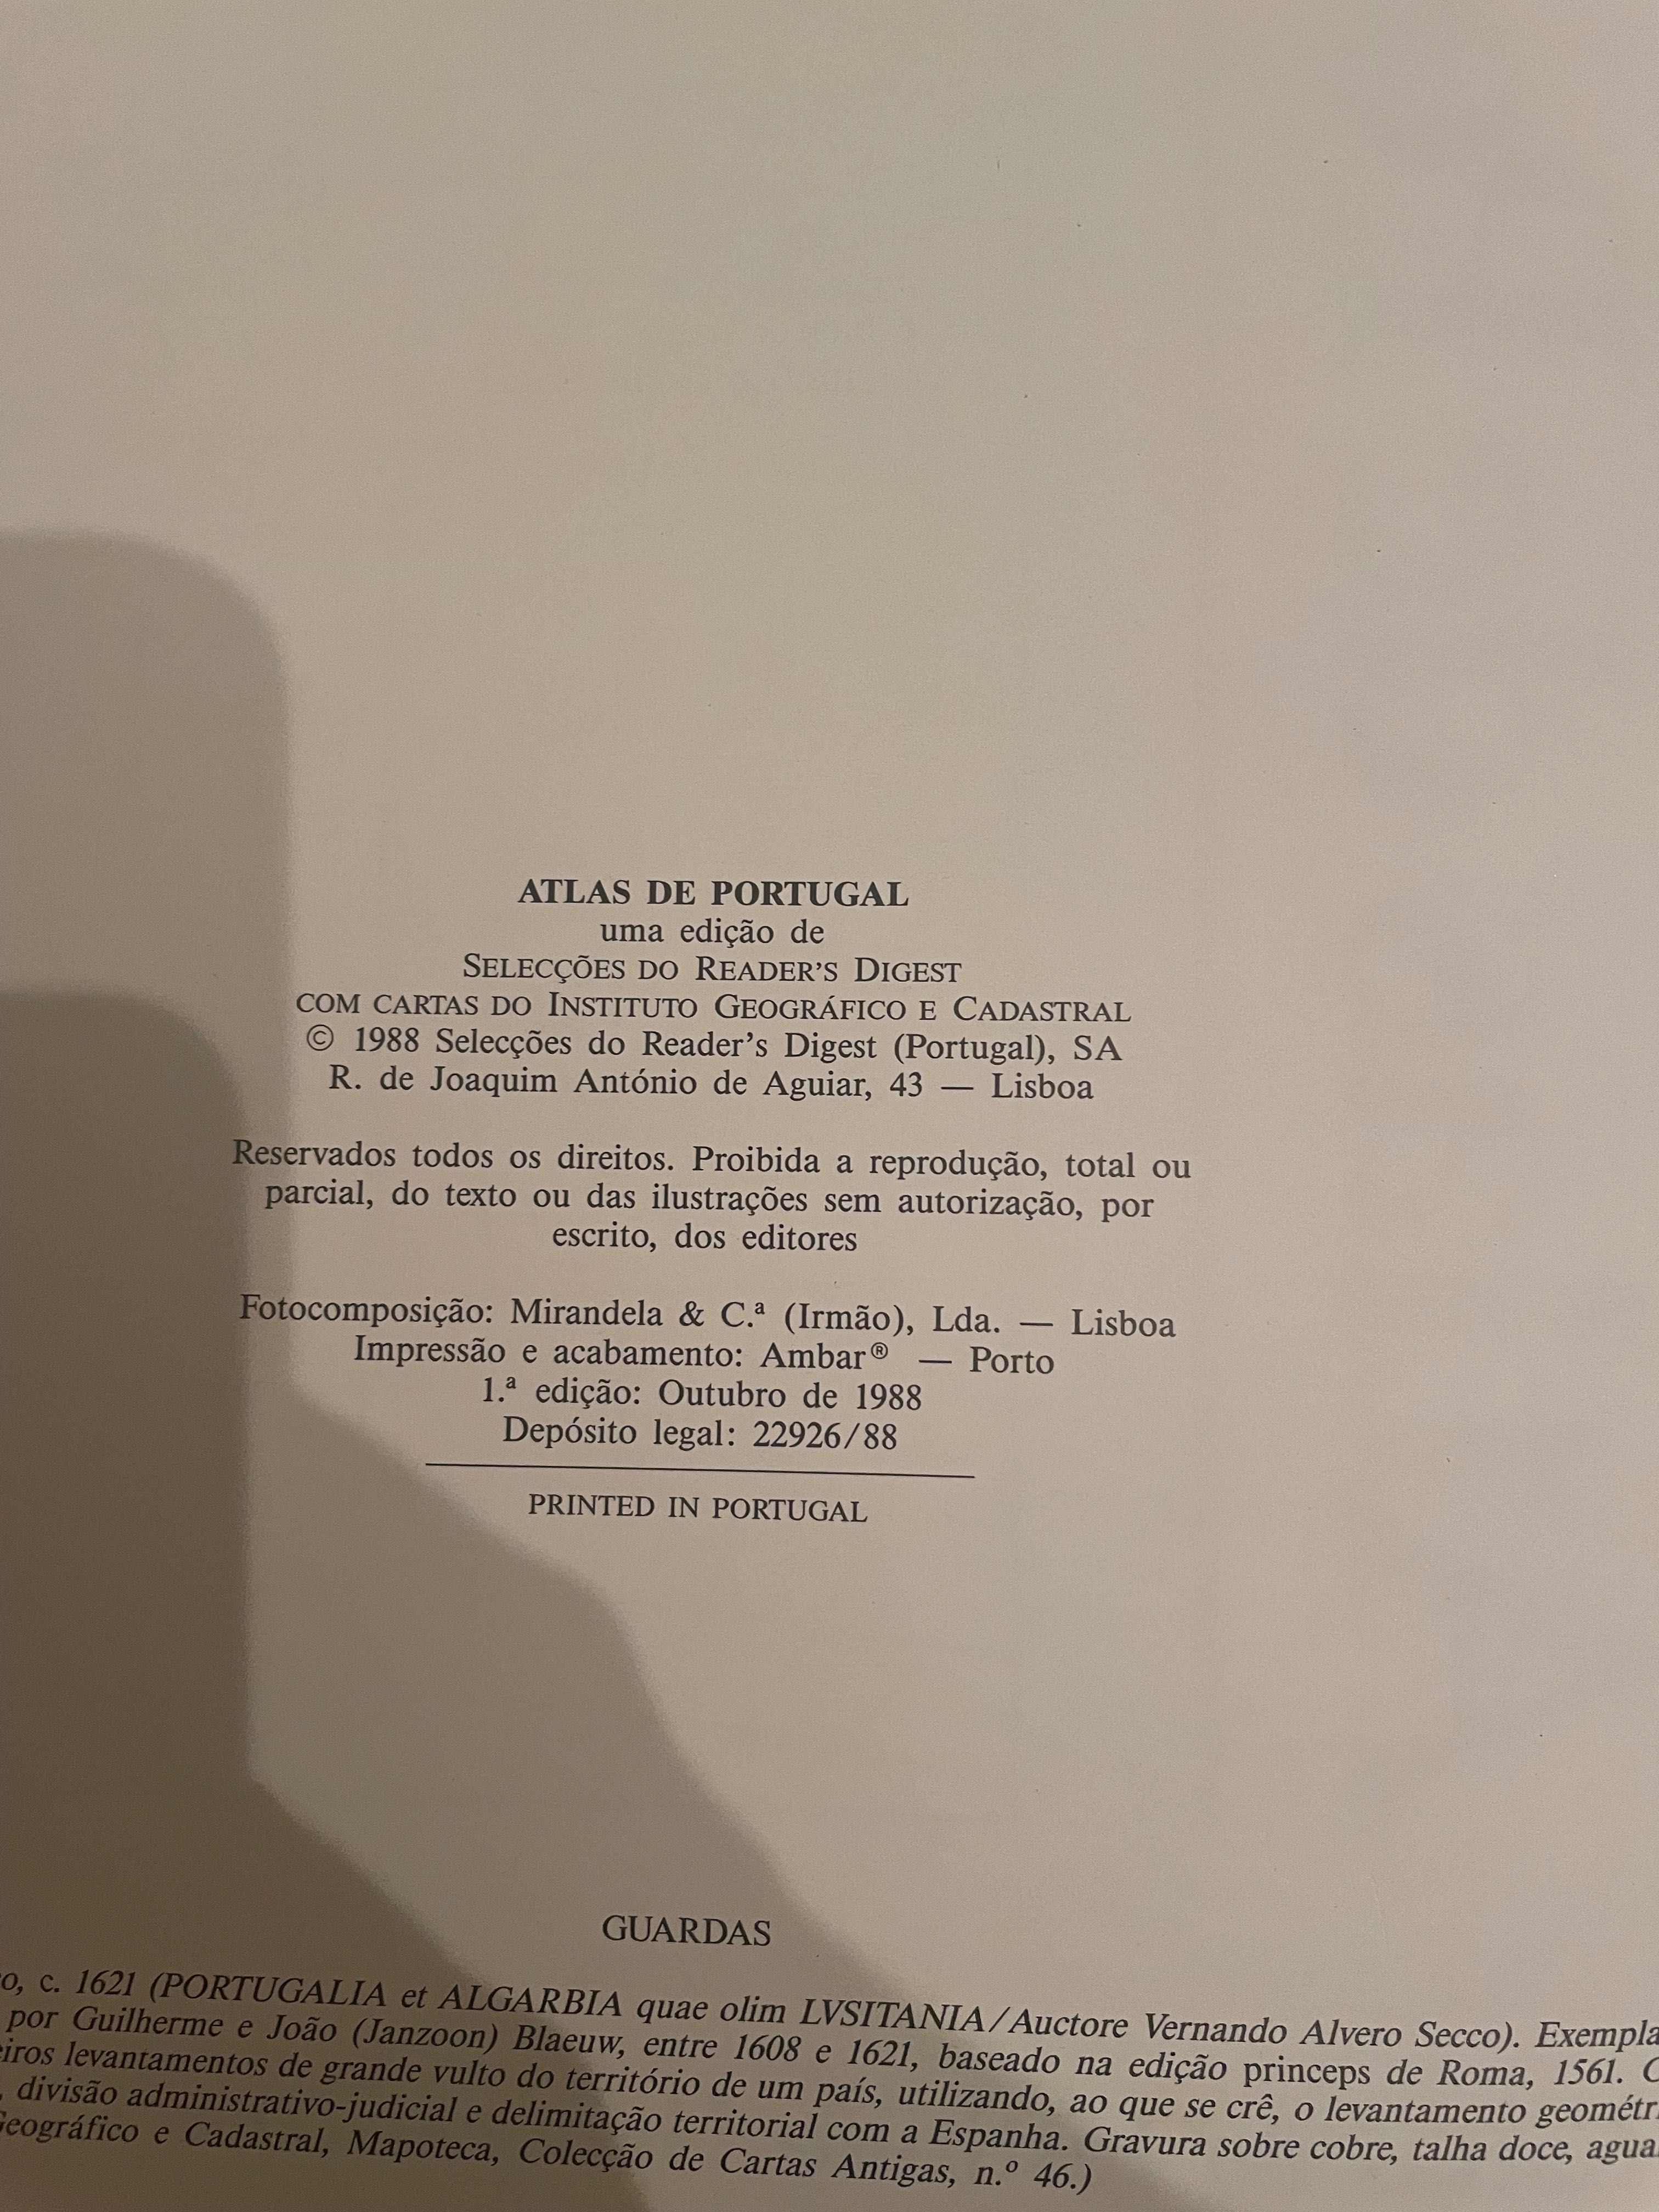 ATLAS DE PORTUGAL
uma edição de
SELECÇÕES DO READER’S DIGEST
COM CARTAS DO INSTITUTO GEOGRÁFICO E CADASTRAL
© 1988 Selecções do Reader’s Digest (Portugal), SA
R. de Joaquim António de Aguiar, 43 — Lisboa
Reservados todos os direitos. Proibida a reprodução, total ou
parcial, do texto ou das ilustrações sem autorização, por
escrito, dos editores
Fotocomposição: Mirandela & C.ª (Irmão), Lda. — Lisboa
Impressão e acabamento: Ambar® — Porto
1.ª edição: Outubro de 1988
Depósito legal: 22926/88
PRINTED IN PORTUGAL
GUARDAS
c. 1621 (PORTUGALIA et ALGARBIA quae olim LVSITANIA/Auctore Vernando Alvero Secco).
por Guilherme e João (Janzoon) Blaeuw, entre 1608 e 1621, baseado na edição princeps de Roma, 1561.
levantamentos de grande vulto do território de um país, utilizando, ao que se crê, o levantamento
divisão administrativo-judicial e delimitação territorial com a Espanha. Gravura sobre cobre, talha doce,
Geográfico e Cadastral, Mapoteca, Colecção de Cartas Antigas, n.º 46.)